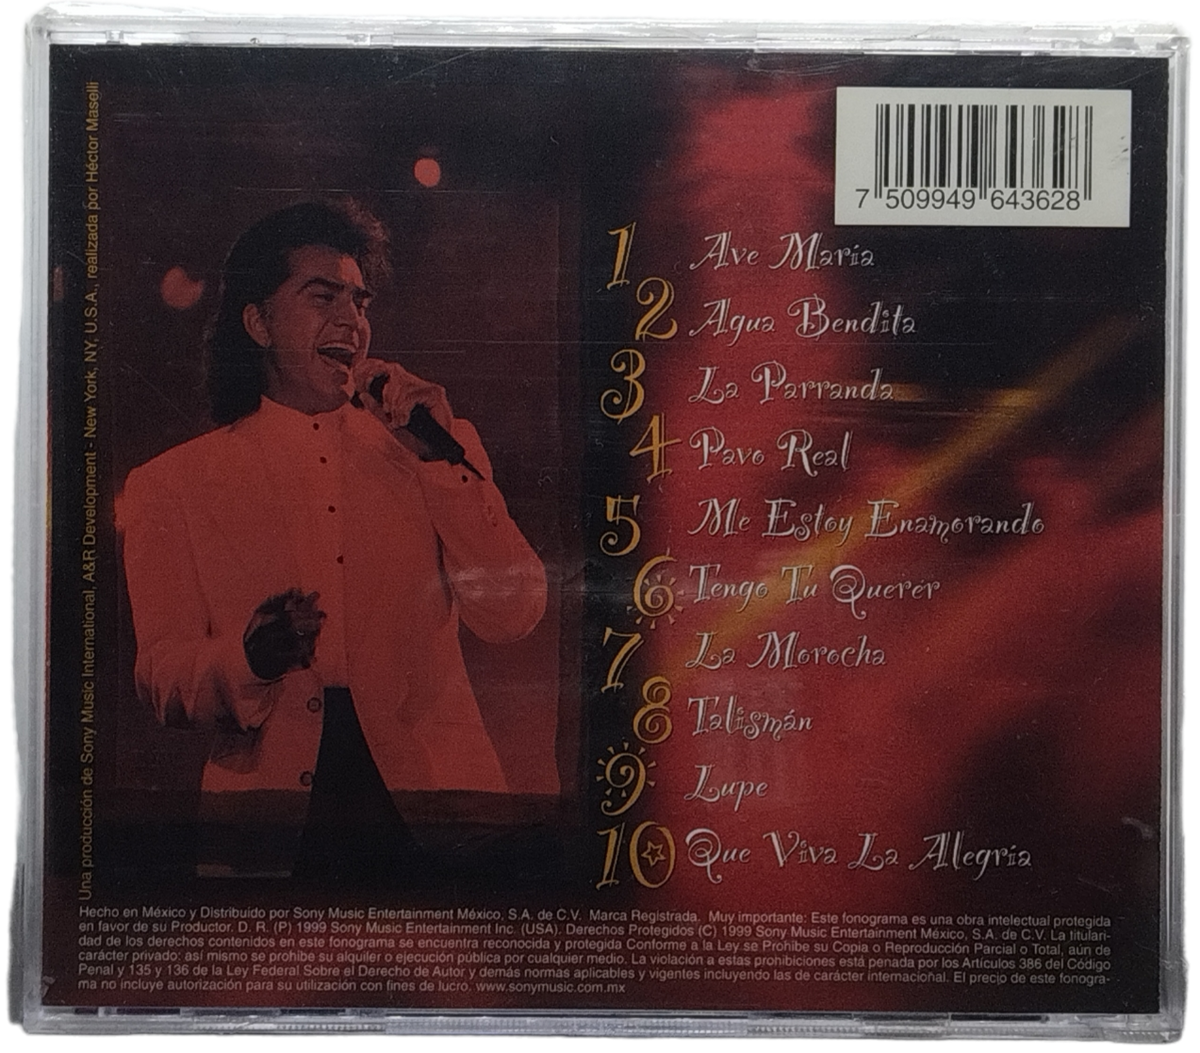 Una producción de Sony Music International, A&R Development - New York, NY, U.S.A., realizada por Héctor Maselli
7 509949 643628
1 Ave María
2 Agua Bendita
3 La Parranda
4 Pavo Real
5 Me Estoy Enamorando
6 Tengo Tu Querér
7 La Morocha
8 Talismán
9 Lupe
10 Que Viva La Alegría
Hecho en México y Distribuído por Sony Music Entertainment México, S.A. de C.V. Marca Registrada. Muy importante: Este fonograma es una obra intelectual protegida
en favor de su Productor. D. R. (P) 1999 Sony Music Entertainment Inc. (USA). Derechos Protegidos (C) 1999 Sony Music Entertainment México, S.A. de C.V. La titulari-
dad de los derechos contenidos en este fonograma se encuentra reconocida y protegida Conforme a la Ley se Prohibe su Copia o Reproducción Parcial o Total, aún de
carácter privado: así mismo se prohibe su alquiler o ejecución pública por cualquier medio. La violación a estas prohibiciones está penada por los Artículos 386 del Código
Penal y 135 y 136 de la Ley Federal Sobre el Derecho de Autor y demás normas aplicables y vigentes incluyendo las de carácter internacional. El precio de este fonogra-
ma no incluye autorización para su utilización con fines de lucro. www.sonymusic.com.mx